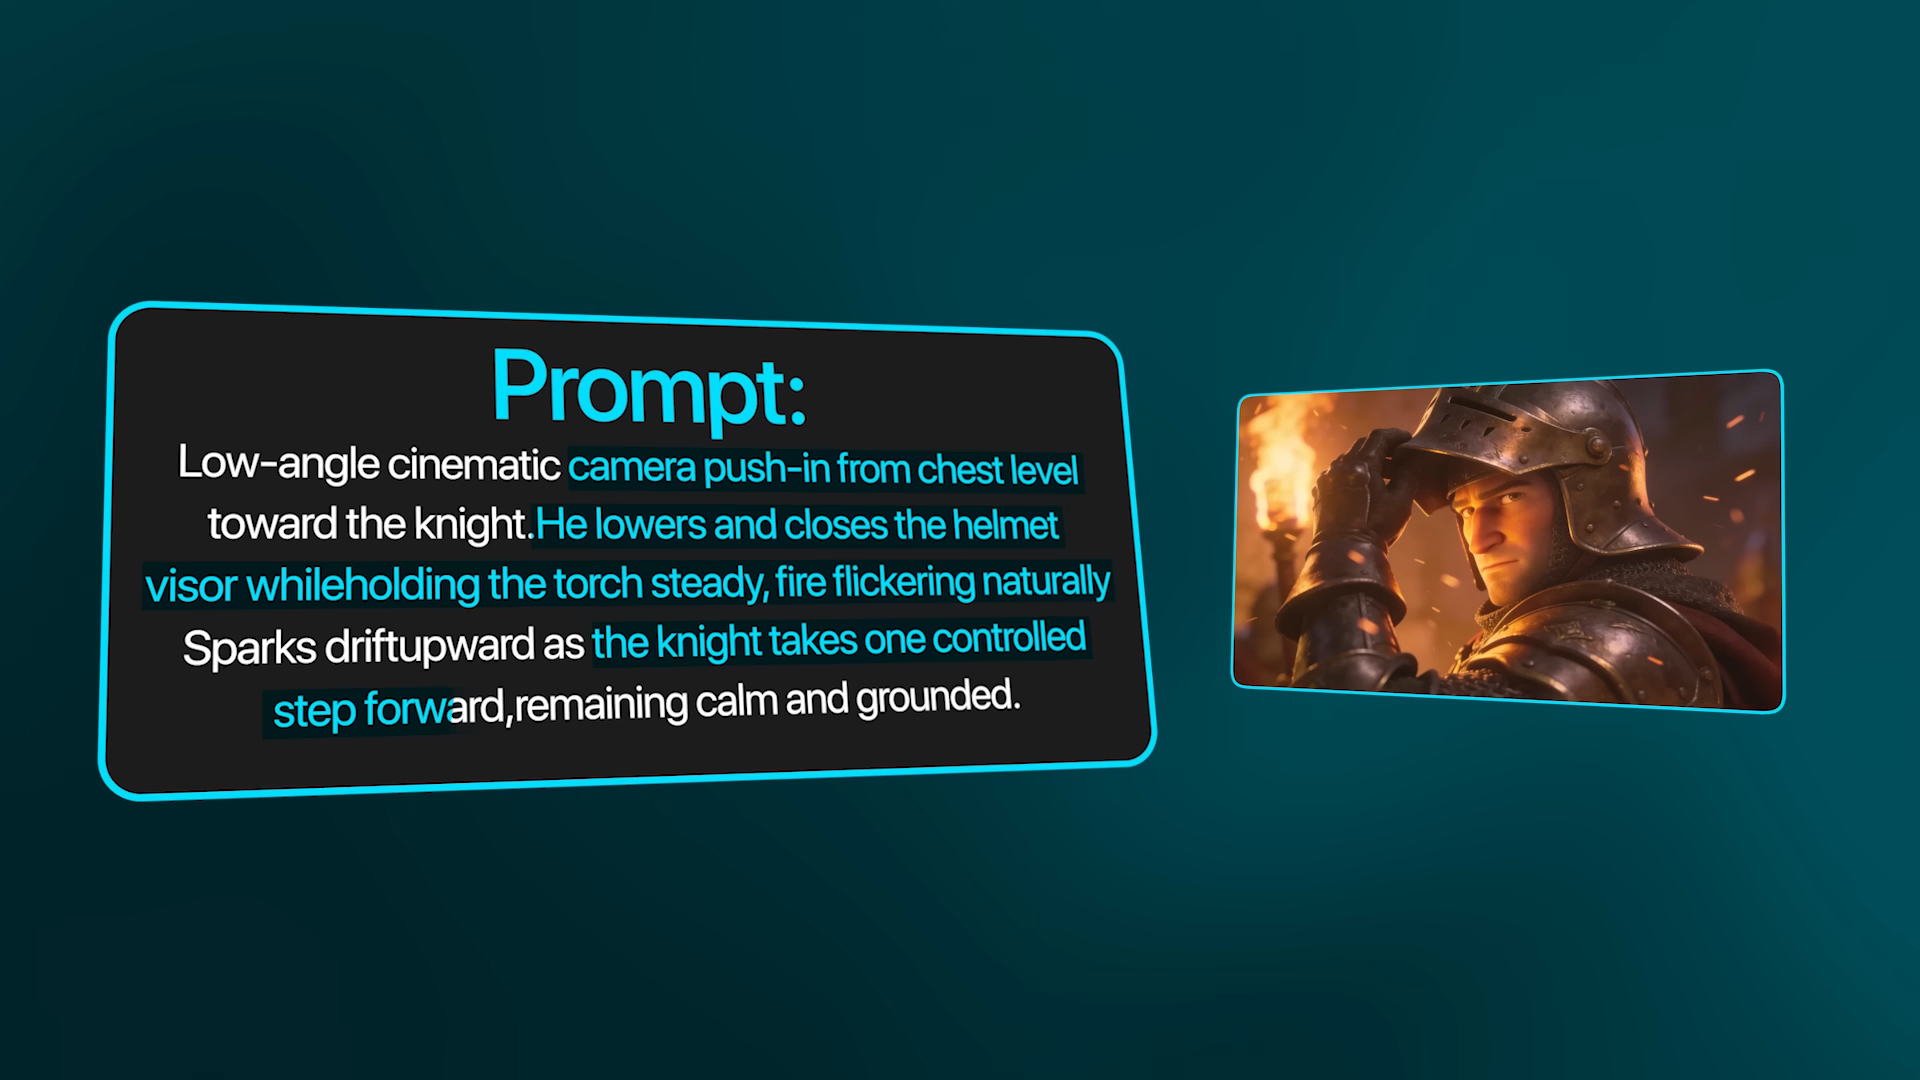 Prompt:
Low-angle cinematic camera push-in from chest level
toward the knight.He lowers and closes the helmet
visor whileholding the torch steady, fire flickering naturally
Sparks driftupward as the knight takes one controlled
step forward,remaining calm and grounded.